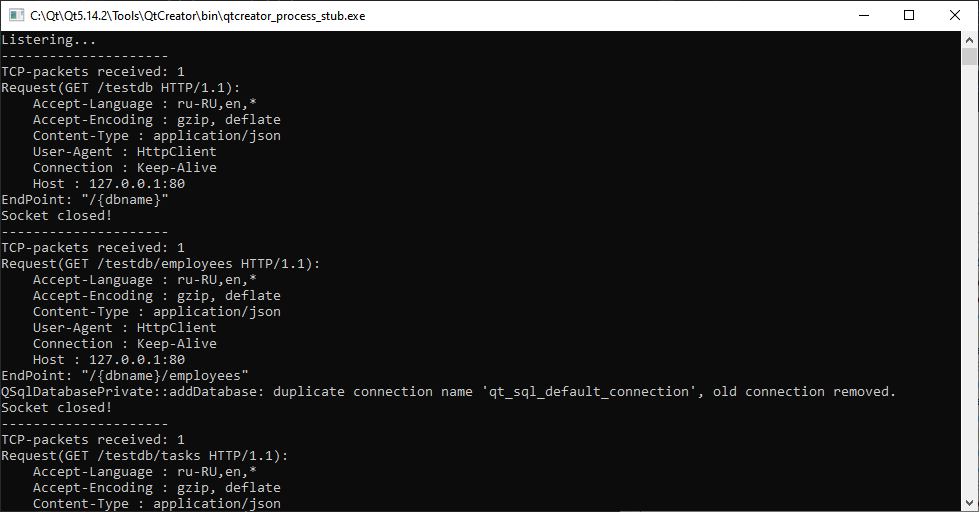 C:\Qt\Qt5.14.2\Tools\QtCreator\bin\qtcreator_process_stub.exe
Listering...
---------------------
TCP-packets received: 1
Request(GET /testdb HTTP/1.1):
    Accept-Language : ru-RU,en,*
    Accept-Encoding : gzip, deflate
    Content-Type : application/json
    User-Agent : HttpClient
    Connection : Keep-Alive
    Host : 127.0.0.1:80
EndPoint: "/{dbname}"
Socket closed!
---------------------
TCP-packets received: 1
Request(GET /testdb/employees HTTP/1.1):
    Accept-Language : ru-RU,en,*
    Accept-Encoding : gzip, deflate
    Content-Type : application/json
    User-Agent : HttpClient
    Connection : Keep-Alive
    Host : 127.0.0.1:80
EndPoint: "/{dbname}/employees"
QSqlDatabasePrivate::addDatabase: duplicate connection name 'qt_sql_default_connection', old connection removed.
Socket closed!
---------------------
TCP-packets received: 1
Request(GET /testdb/tasks HTTP/1.1):
    Accept-Language : ru-RU,en,*
    Accept-Encoding : gzip, deflate
    Content-Type : application/json